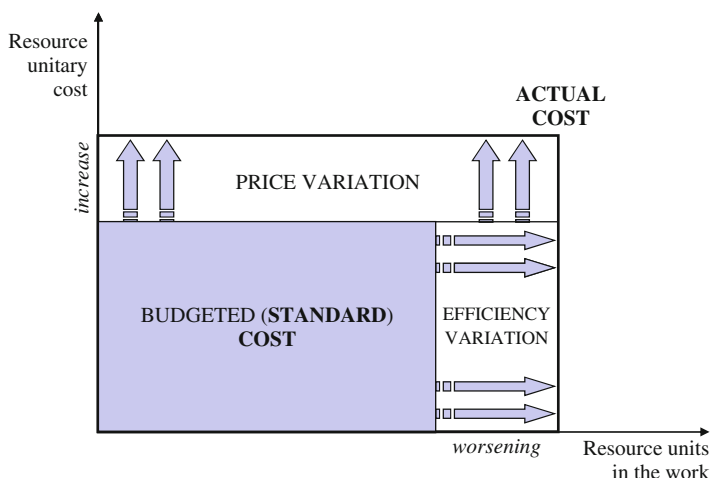 Resource
unitary
cost
ACTUAL
COST
increase
PRICE VARIATION
BUDGETED (STANDARD)
COST
EFFICIENCY
VARIATION
worsening
Resource units
in the work